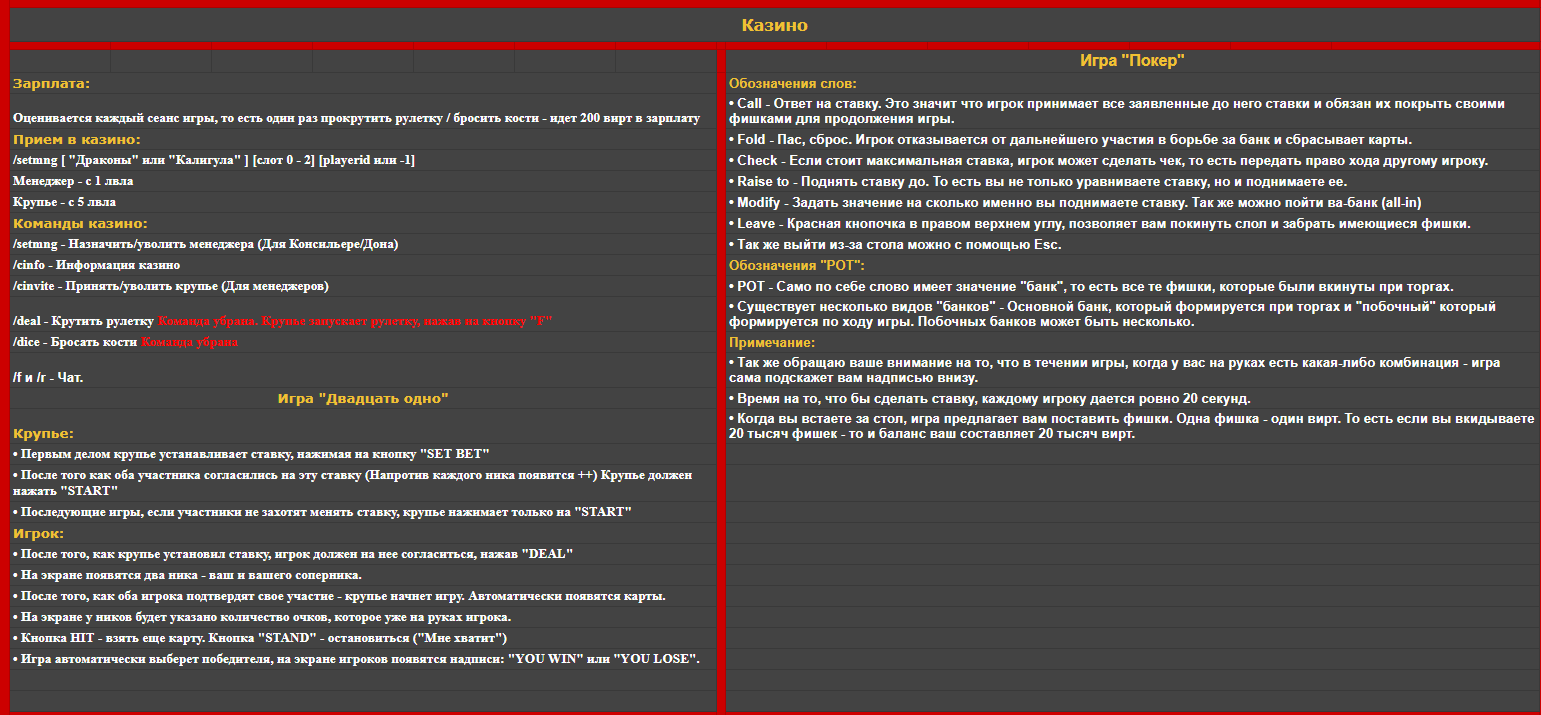 Казино
Зарплата:
Оценивается каждый сеанс игры, то есть один раз прокрутить рулетку / бросить кости - идет 200 вирт в зарплату
Прием в казино:
/setmng [ "Драконы" или "Калигула" ] [слот 0 - 2] [playerid или -1]
Менеджер - с 1 лвла
Крупье - с 5 лвла
Команды казино:
/setmng - Назначить/уволить менеджера (Для Консильере/Дона)
/cinfo - Информация казино
/cinvite - Принять/уволить крупье (Для менеджеров)
/deal - Крутить рулетку Команда убрана. Крупье запускает рулетку, нажав на кнопку "F"
/dice - Бросать кости Команда убрана
/f и /r - Чат.
Игра "Двадцать одно"
Крупье:
• Первым делом крупье устанавливает ставку, нажимая на кнопку "SET BET"
• После того как оба участника согласились на эту ставку (Напротив каждого ника появится ++) Крупье должен
нажать "START"
• Последующие игры, если участники не захотят менять ставку, крупье нажимает только на "START"
Игрок:
• После того, как крупье установил ставку, игрок должен на нее согласиться, нажав "DEAL"
• На экране появятся два ника - ваш и вашего соперника.
• После того, как оба игрока подтвердят свое участие - крупье начнет игру. Автоматически появятся карты.
• На экране у ников будет указано количество очков, которое уже на руках игрока.
• Кнопка HIT - взять еще карту. Кнопка "STAND" - остановиться ("Мне хватит")
• Игра автоматически выберет победителя, на экране игроков появятся надписи: "YOU WIN" или "YOU LOSE".
Игра "Покер"
Обозначения слов:
• Call - Ответ на ставку. Это значит что игрок принимает все заявленные до него ставки и обязан их покрыть своими
фишками для продолжения игры.
• Fold - Пас, сброс. Игрок отказывается от дальнейшего участия в борьбе за банк и сбрасывает карты.
• Check - Если стоит максимальная ставка, игрок может сделать чек, то есть передать право хода другому игроку.
• Raise to - Поднять ставку до. То есть вы не только уравниваете ставку, но и поднимаете ее.
• Modify - Задать значение на сколько именно вы поднимаете ставку. Так же можно пойти ва-банк (all-in)
• Leave - Красная кнопочка в правом верхнем углу, позволяет вам покинуть слол и забрать имеющиеся фишки.
• Так же выйти из-за стола можно с помощью Esc.
Обозначения "POT":
• POT - Само по себе слово имеет значение "банк", то есть все те фишки, которые были вкинуты при торгах.
• Существует несколько видов "банков" - Основной банк, который формируется при торгах и "побочный" который
формируется по ходу игры. Побочных банков может быть несколько.
Примечание:
• Так же обращаю ваше внимание на то, что в течении игры, когда у вас на руках есть какая-либо комбинация - игра
сама подскажет вам надписью внизу.
• Время на то, что бы сделать ставку, каждому игроку дается ровно 20 секунд.
• Когда вы встаете за стол, игра предлагает вам поставить фишки. Одна фишка - один вирт. То есть если вы вкидываете
20 тысяч фишек - то и баланс ваш составляет 20 тысяч вирт.